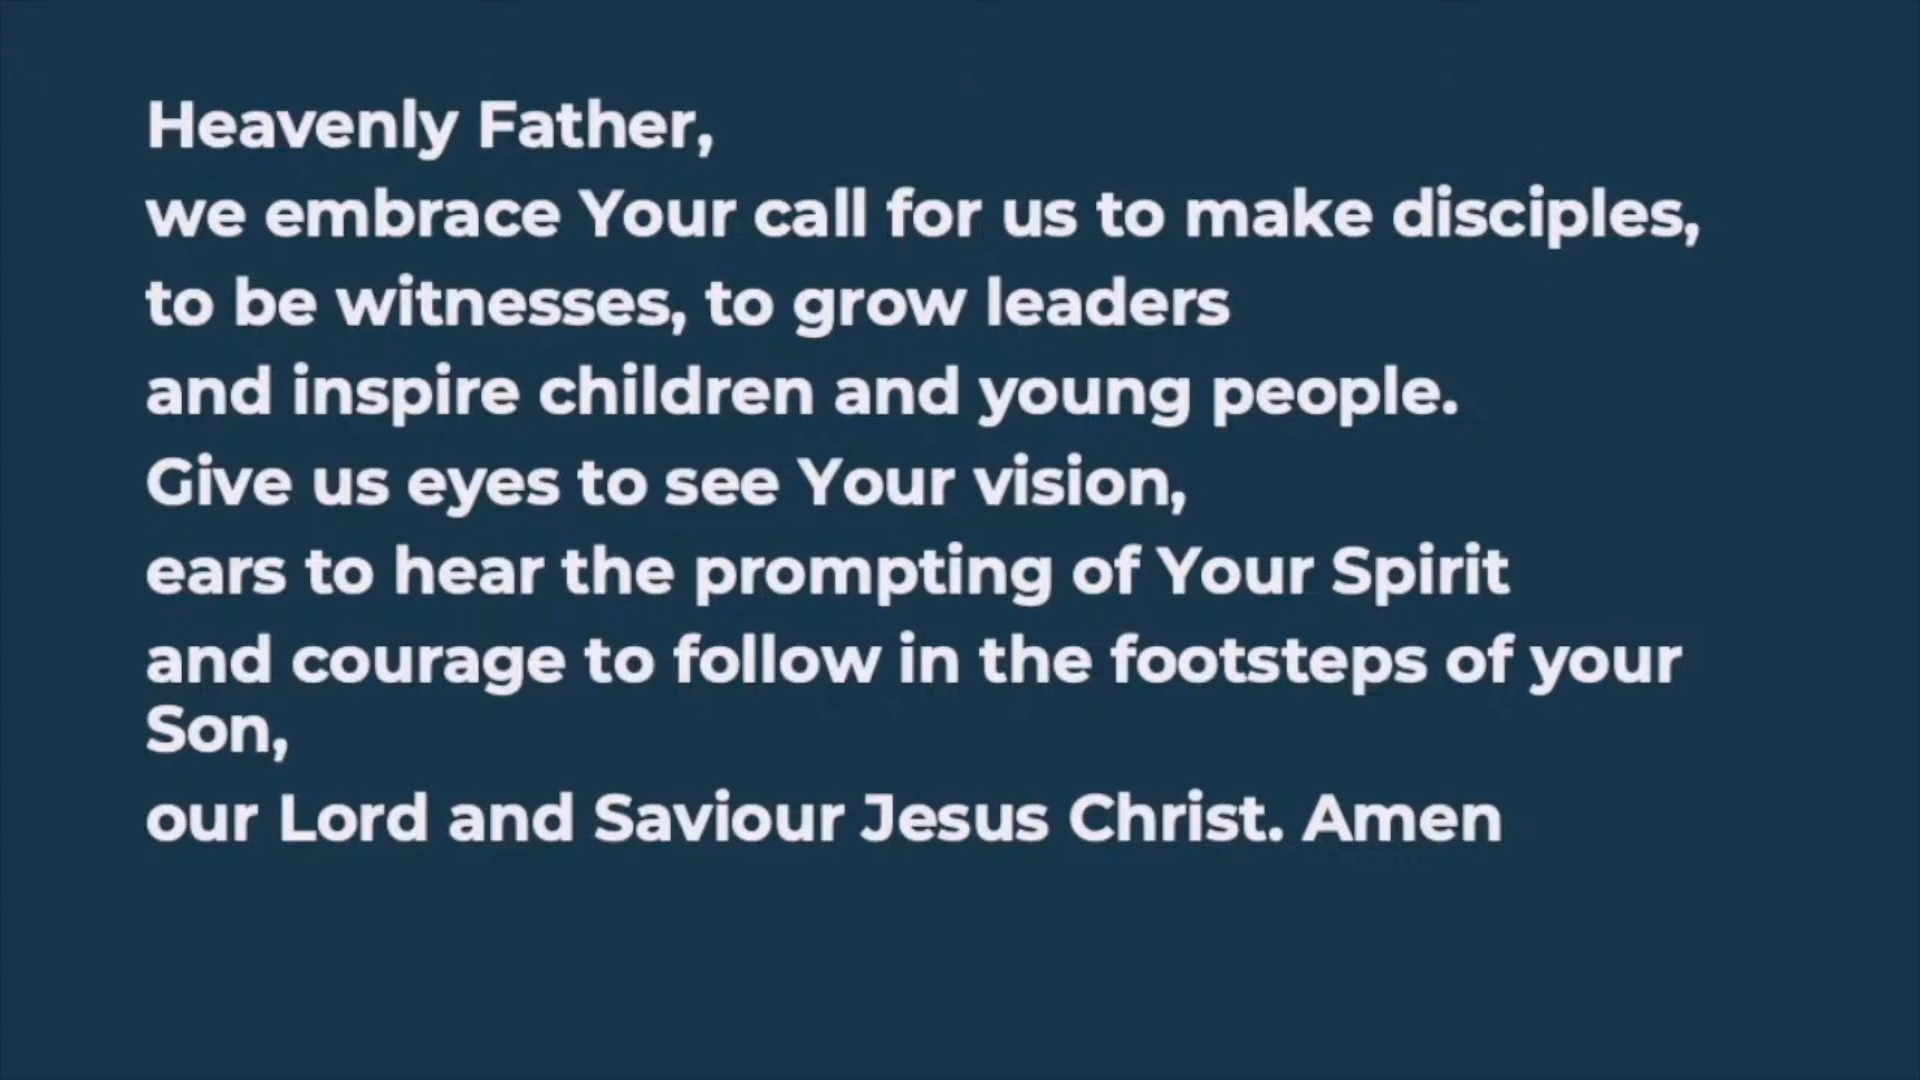 Heavenly Father,
we embrace Your call for us to make disciples,
to be witnesses, to grow leaders
and inspire children and young people.
Give us eyes to see Your vision,
ears to hear the prompting of Your Spirit
and courage to follow in the footsteps of your
Son,
our Lord and Saviour Jesus Christ. Amen